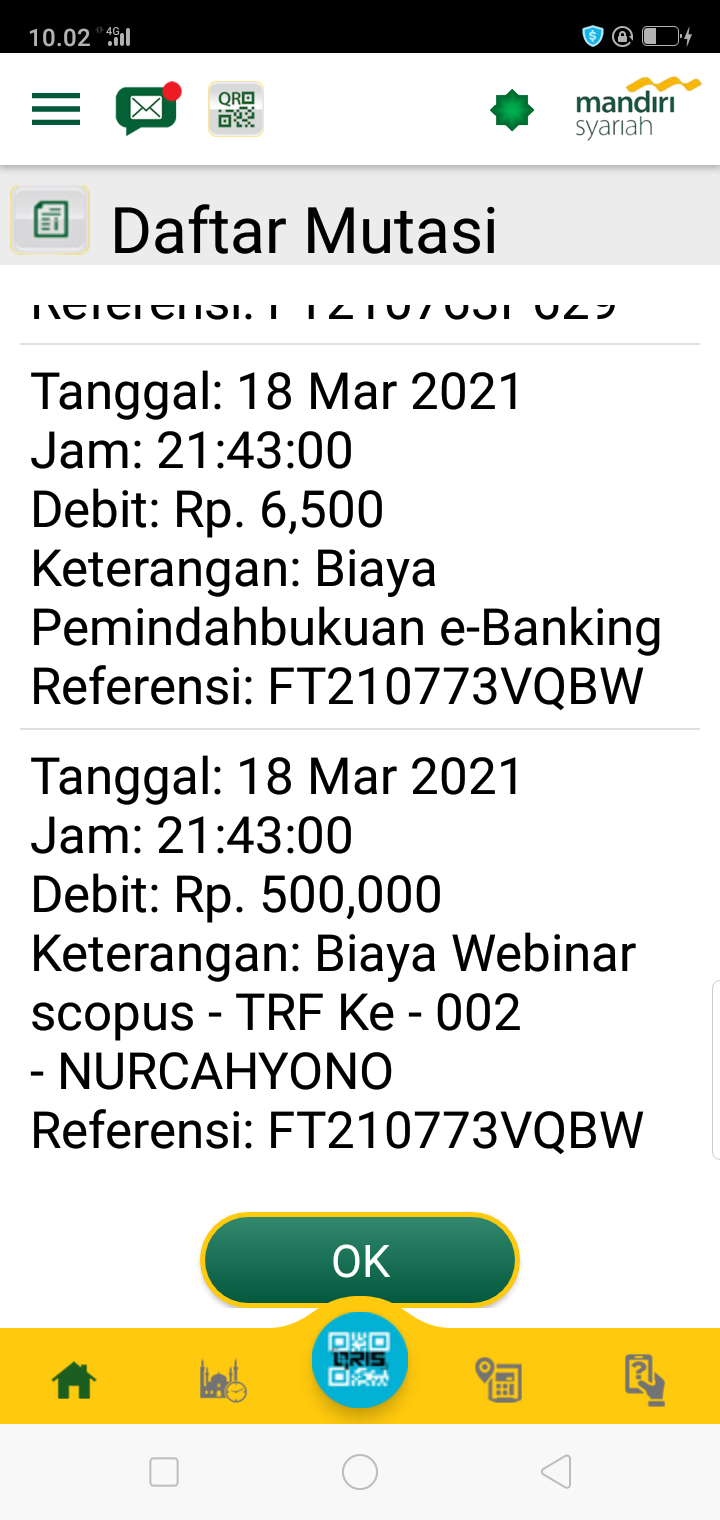 10.02 4G
QR
mandiri
syariah
Daftar Mutasi
Tanggal: 18 Mar 2021
Jam: 21:43:00
Debit: Rp. 6,500
Keterangan: Biaya
Pemindahbukuan e-Banking
Referensi: FT210773VQBW
Tanggal: 18 Mar 2021
Jam: 21:43:00
Debit: Rp. 500,000
Keterangan: Biaya Webinar
scopus - TRF Ke - 002
- NURCAHYONO
Referensi: FT210773VQBW
OK
QRIS